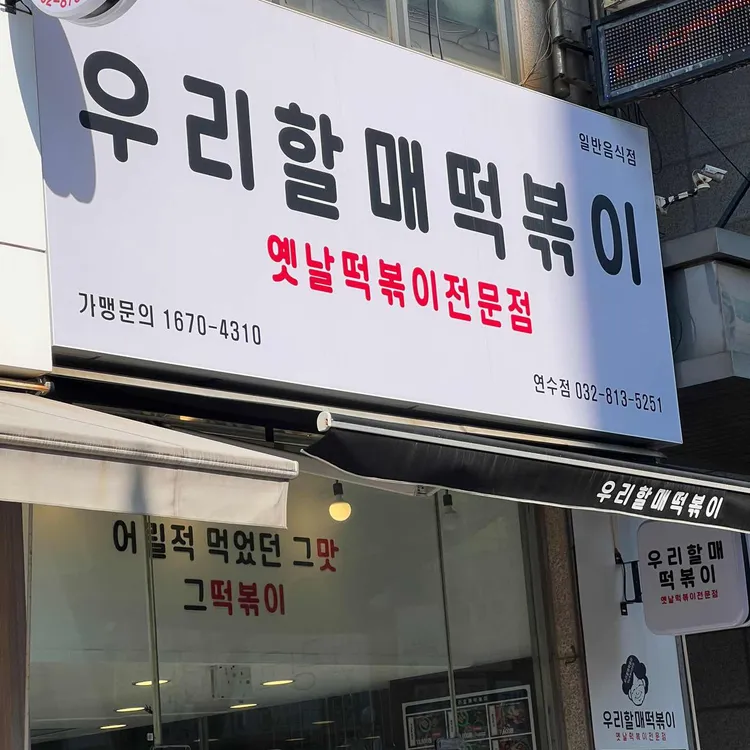 우리할매떡볶이
일반음식점
옛날떡볶이전문점
가맹문의 1670-4310
연수점 032-813-5251
우리할매떡볶이
어릴적 먹었던 그맛
그떡볶이
우리할매
떡볶이
옛날떡볶이전문점
우리할매떡볶이
옛날떡볶이전문점